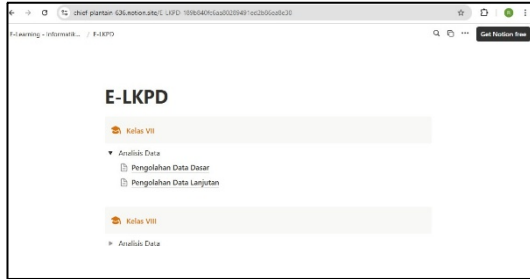 E-Learning - Informatik... / E-LKPD
Get Notion free
E-LKPD
Kelas VII
Analisis Data
Pengolahan Data Dasar
Pengolahan Data Lanjutan
Kelas VIII
Analisis Data